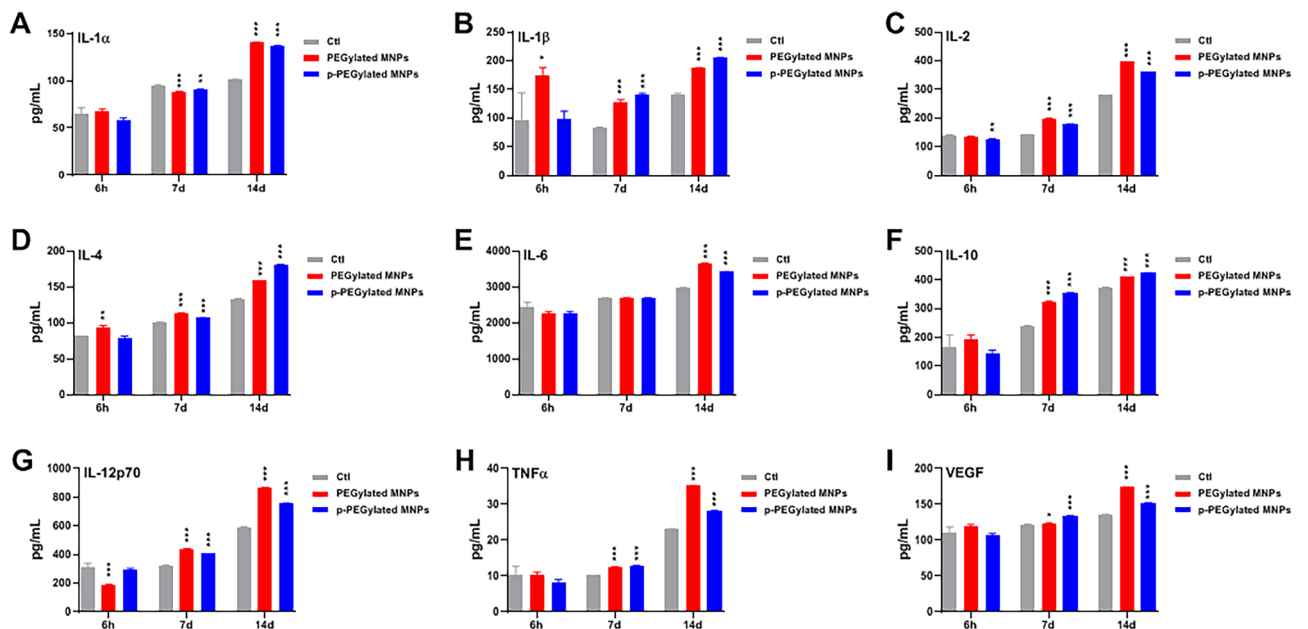 A
IL-1α
pg/mL
150
100
50
0
***
**
***
***
6h
7d
14d
Ctl
PEGylated MNPs
p-PEGylated MNPs
B
IL-1β
pg/mL
250
200
150
100
50
0
*
***
***
***
***
6h
7d
14d
Ctl
PEGylated MNPs
p-PEGylated MNPs
C
IL-2
pg/mL
500
400
300
200
100
0
**
***
***
***
***
6h
7d
14d
Ctl
PEGylated MNPs
p-PEGylated MNPs
D
IL-4
pg/mL
200
150
100
50
0
**
***
***
***
***
6h
7d
14d
Ctl
PEGylated MNPs
p-PEGylated MNPs
E
IL-6
pg/mL
4000
3000
2000
1000
0
***
***
6h
7d
14d
Ctl
PEGylated MNPs
p-PEGylated MNPs
F
IL-10
pg/mL
500
400
300
200
100
0
***
***
***
***
6h
7d
14d
Ctl
PEGylated MNPs
p-PEGylated MNPs
G
IL-12p70
pg/mL
1000
800
600
400
200
0
***
***
***
***
***
6h
7d
14d
Ctl
PEGylated MNPs
p-PEGylated MNPs
H
TNFα
pg/mL
40
30
20
10
0
***
***
***
***
6h
7d
14d
Ctl
PEGylated MNPs
p-PEGylated MNPs
I
VEGF
pg/mL
200
150
100
50
0
*
***
***
***
6h
7d
14d
Ctl
PEGylated MNPs
p-PEGylated MNPs